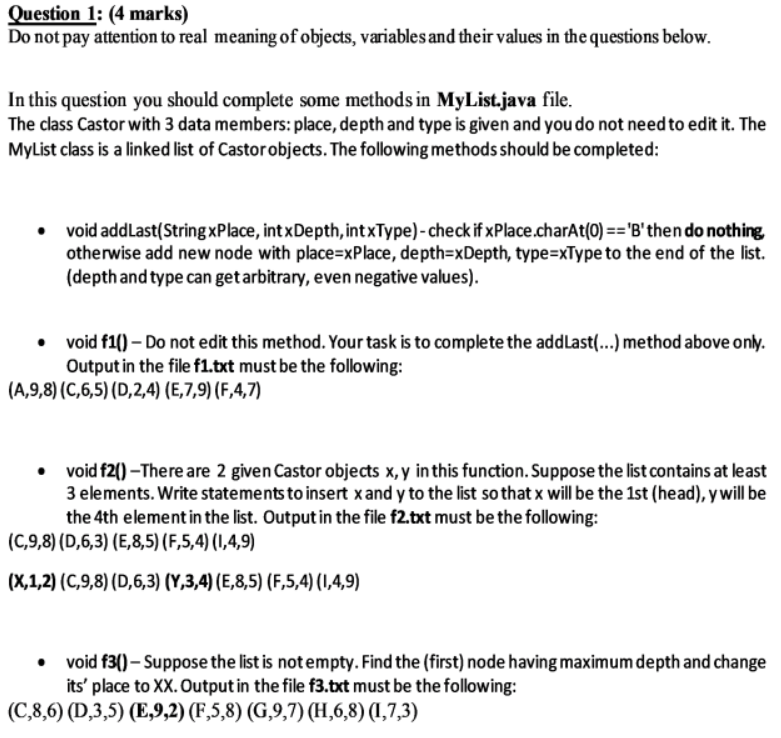 Question 1: (4 marks)
Do not pay attention to real meaning of objects, variables and their values in the questions below.
In this question you should complete some methods in MyList.java file.
The class Castor with 3 data members: place, depth and type is given and you do not need to edit it. The
MyList class is a linked list of Castor objects. The following methods should be completed:
• void addLast(String xPlace, int xDepth, int xType) - check if xPlace.charAt(0) == 'B' then do nothing,
otherwise add new node with place=xPlace, depth=xDepth, type=xType to the end of the list.
(depth and type can get arbitrary, even negative values).
• void f1() – Do not edit this method. Your task is to complete the addLast(...) method above only.
Output in the file f1.txt must be the following:
(A,9,8) (C,6,5) (D,2,4) (E,7,9) (F,4,7)
• void f2() –There are 2 given Castor objects x, y in this function. Suppose the list contains at least
3 elements. Write statements to insert x and y to the list so that x will be the 1st (head), y will be
the 4th element in the list. Output in the file f2.txt must be the following:
(C,9,8) (D,6,3) (E,8,5) (F,5,4) (I,4,9)
(X,1,2) (C,9,8) (D,6,3) (Y,3,4) (E,8,5) (F,5,4) (I,4,9)
• void f3() – Suppose the list is not empty. Find the (first) node having maximum depth and change
its' place to XX. Output in the file f3.txt must be the following:
(C,8,6) (D,3,5) (E,9,2) (F,5,8) (G,9,7) (H,6,8) (I,7,3)